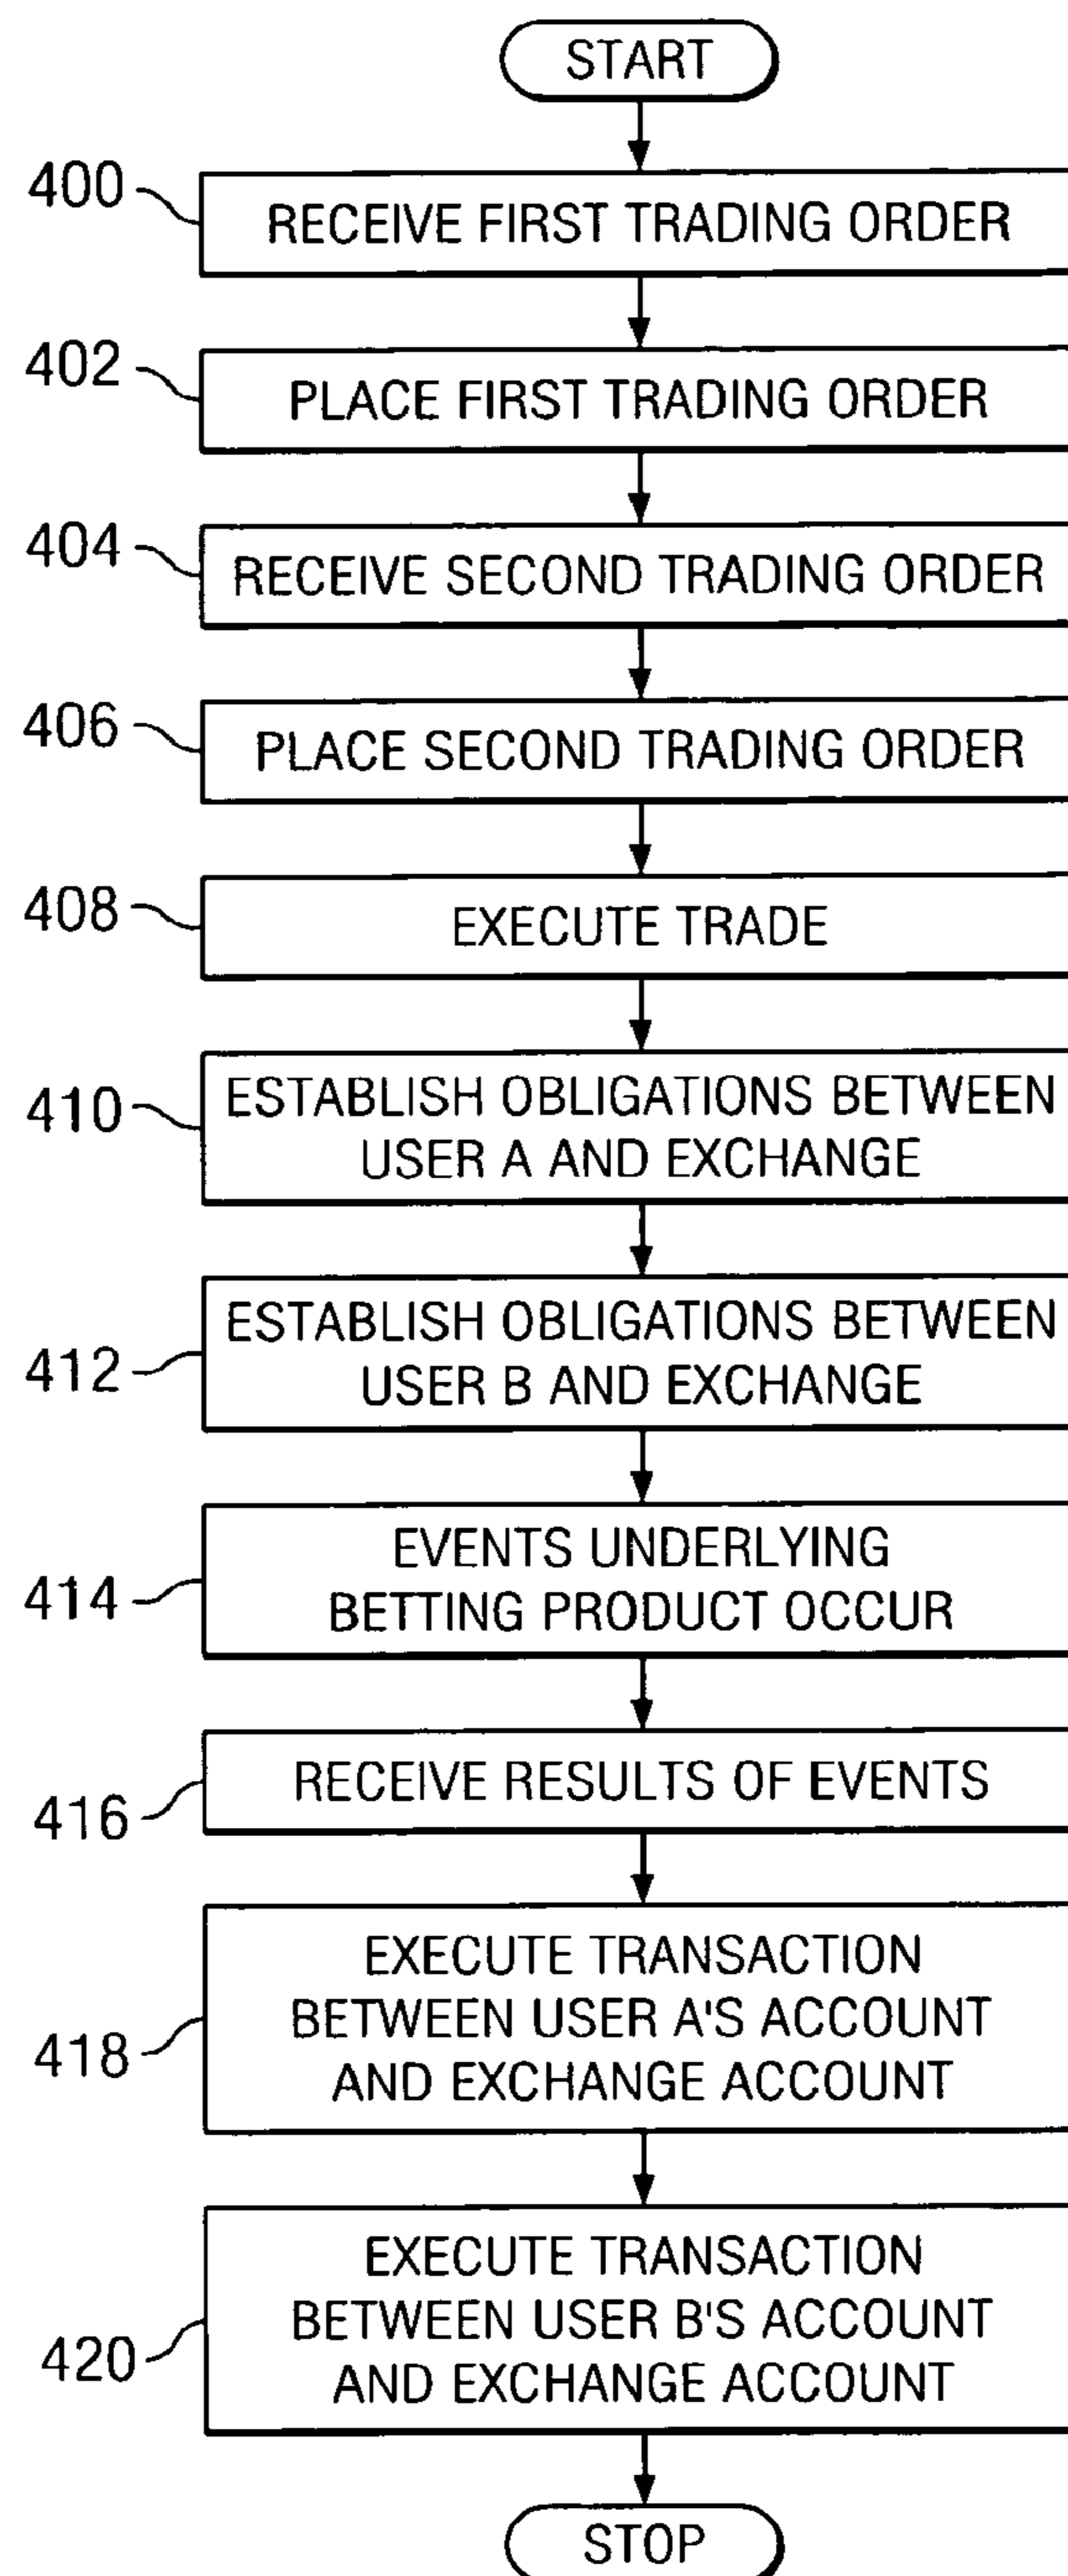 START
400
RECEIVE FIRST TRADING ORDER
402
PLACE FIRST TRADING ORDER
404
RECEIVE SECOND TRADING ORDER
406
PLACE SECOND TRADING ORDER
408
EXECUTE TRADE
410
ESTABLISH OBLIGATIONS BETWEEN
USER A AND EXCHANGE
412
ESTABLISH OBLIGATIONS BETWEEN
USER B AND EXCHANGE
414
EVENTS UNDERLYING
BETTING PRODUCT OCCUR
416
RECEIVE RESULTS OF EVENTS
418
EXECUTE TRANSACTION
BETWEEN USER A'S ACCOUNT
AND EXCHANGE ACCOUNT
420
EXECUTE TRANSACTION
BETWEEN USER B'S ACCOUNT
AND EXCHANGE ACCOUNT
STOP